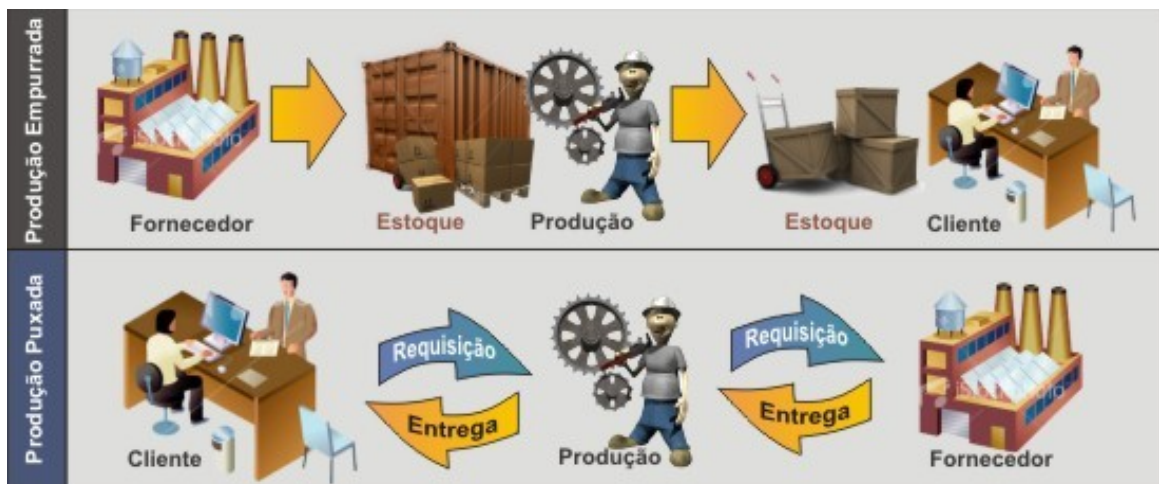 Produção Empurrada
Fornecedor
Estoque
Produção
Estoque
Cliente
Produção Puxada
Requisição
Requisição
Entrega
Entrega
Cliente
Produção
Fornecedor